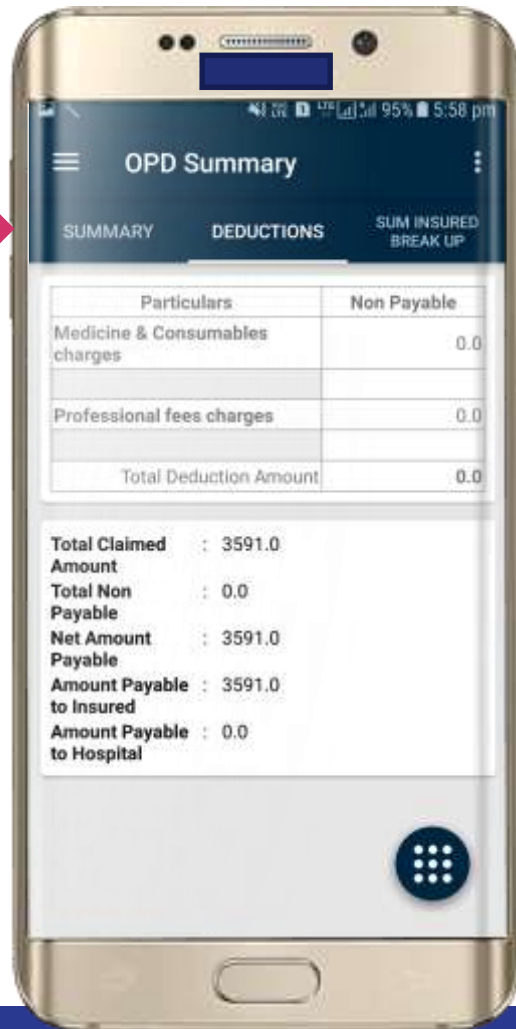 95% 5:58 pm
OPD Summary
SUMMARY DEDUCTIONS SUM INSURED
BREAK UP
Particulars Non Payable
Medicine & Consumables
charges 0.0
Professional fees charges 0.0
Total Deduction Amount 0.0
Total Claimed : 3591.0
Amount
Total Non : 0.0
Payable
Net Amount : 3591.0
Payable
Amount Payable : 3591.0
to Insured
Amount Payable : 0.0
to Hospital